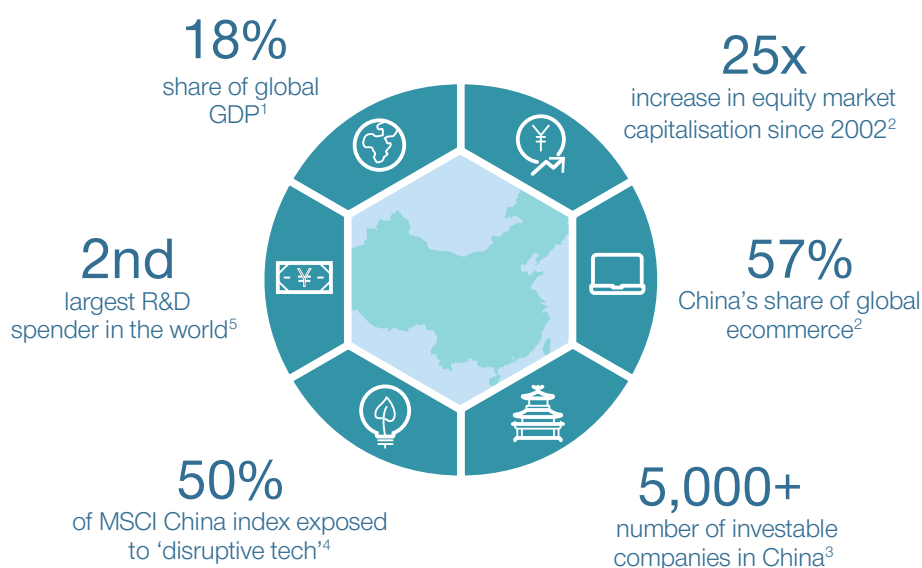 18%
share of global
GDP¹
25x
increase in equity market
capitalisation since 2002²
2nd
largest R&D
spender in the world⁵
57%
China’s share of global
ecommerce²
50%
of MSCI China index exposed
to ‘disruptive tech’⁴
5,000+
number of investable
companies in China³
¥
¥